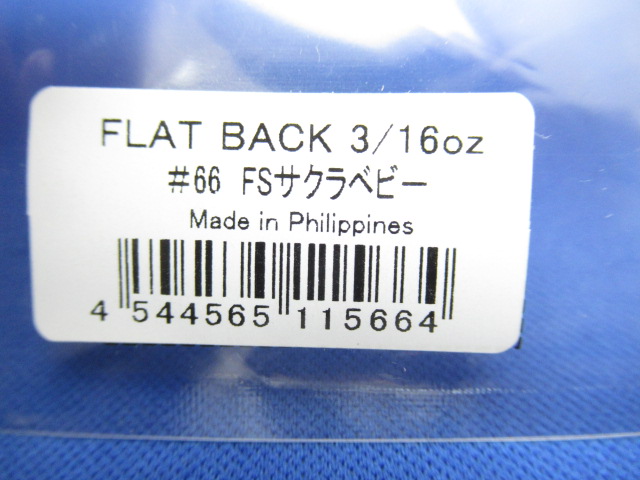 FLAT BACK 3/16oz
#66 FSサクラベビー
Made in Philippines
4 544565 115664